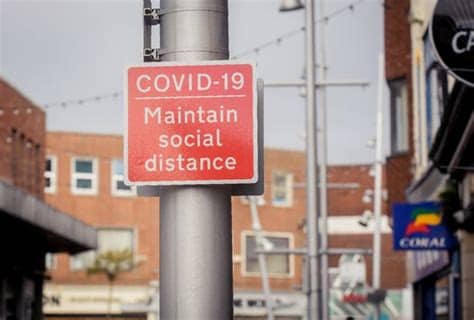 COVID-19
Maintain
social
distance
CORAL